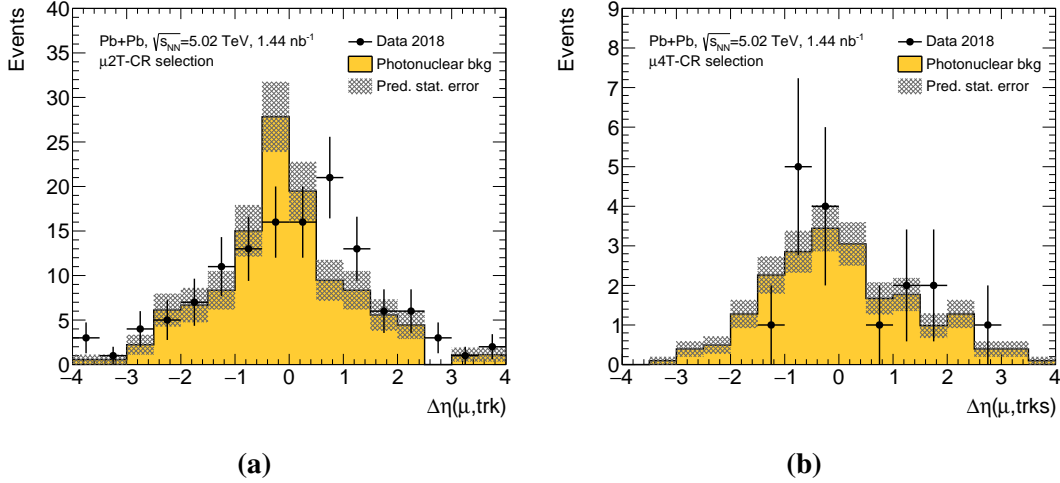 Events
40
35
30
25
20
15
10
5
0
Pb+Pb, √s_NN=5.02 TeV, 1.44 nb⁻¹
μ2T-CR selection
Data 2018
Photonuclear bkg
Pred. stat. error
−4 −3 −2 −1 0 1 2 3 4
Δη(μ,trk)
(a)
Events
9
8
7
6
5
4
3
2
1
0
Pb+Pb, √s_NN=5.02 TeV, 1.44 nb⁻¹
μ4T-CR selection
Data 2018
Photonuclear bkg
Pred. stat. error
−4 −3 −2 −1 0 1 2 3 4
Δη(μ,trks)
(b)